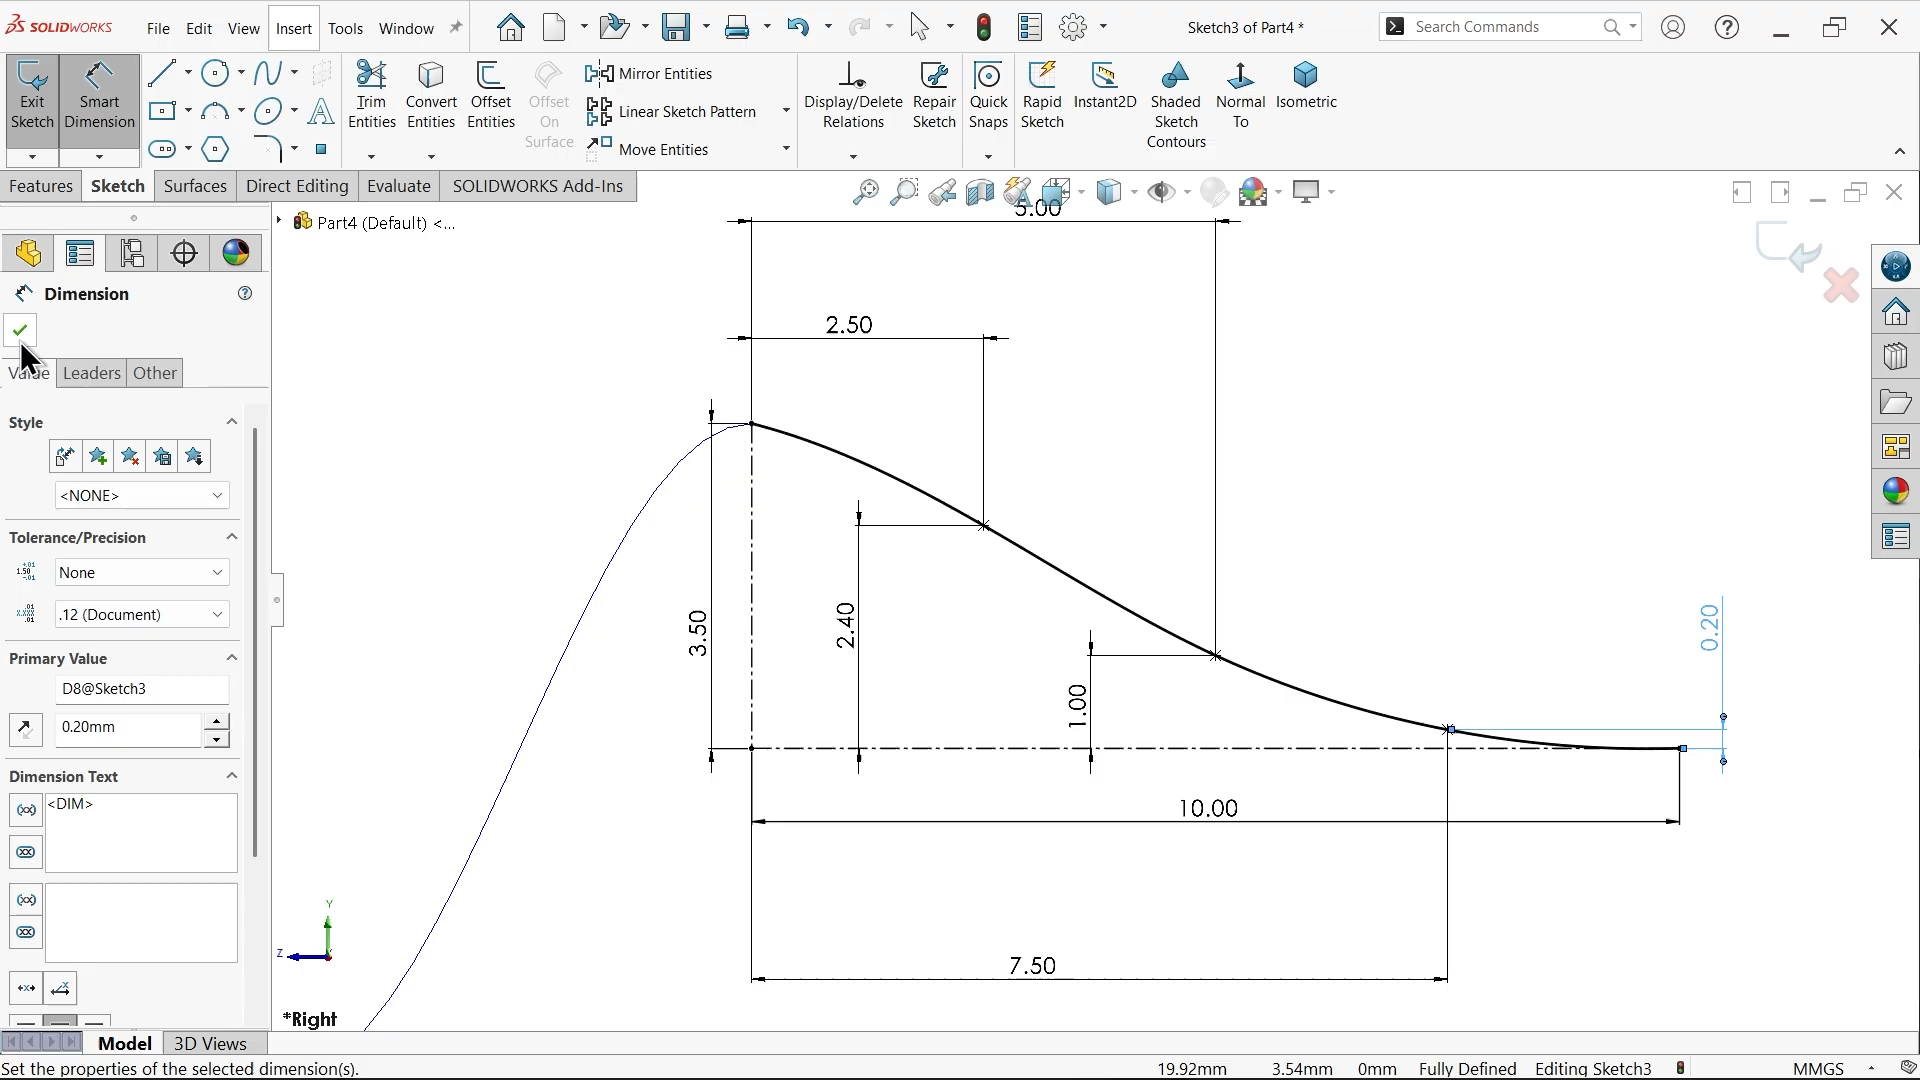 SOLIDWORKS File Edit View Insert Tools Window
Sketch3 of Part4 *
Search Commands
Exit Sketch
Smart Dimension
Trim Entities
Convert Entities
Offset Entities
Offset On Surface
Mirror Entities
Linear Sketch Pattern
Move Entities
Display/Delete Relations
Repair Sketch
Quick Snaps
Rapid Sketch
Instant2D
Shaded Sketch Contours
Normal To
Isometric
Features Sketch Surfaces Direct Editing Evaluate SOLIDWORKS Add-Ins
Part4 (Default) <...
Dimension
Value Leaders Other
Style
<NONE>
Tolerance/Precision
None
.12 (Document)
Primary Value
D8@Sketch3
0.20mm
Dimension Text
<DIM>
5.00
2.50
3.50
2.40
1.00
0.20
10.00
7.50
Y
Z
*Right
Model 3D Views
Set the properties of the selected dimension(s).
19.92mm 3.54mm 0mm Fully Defined Editing Sketch3 MMGS